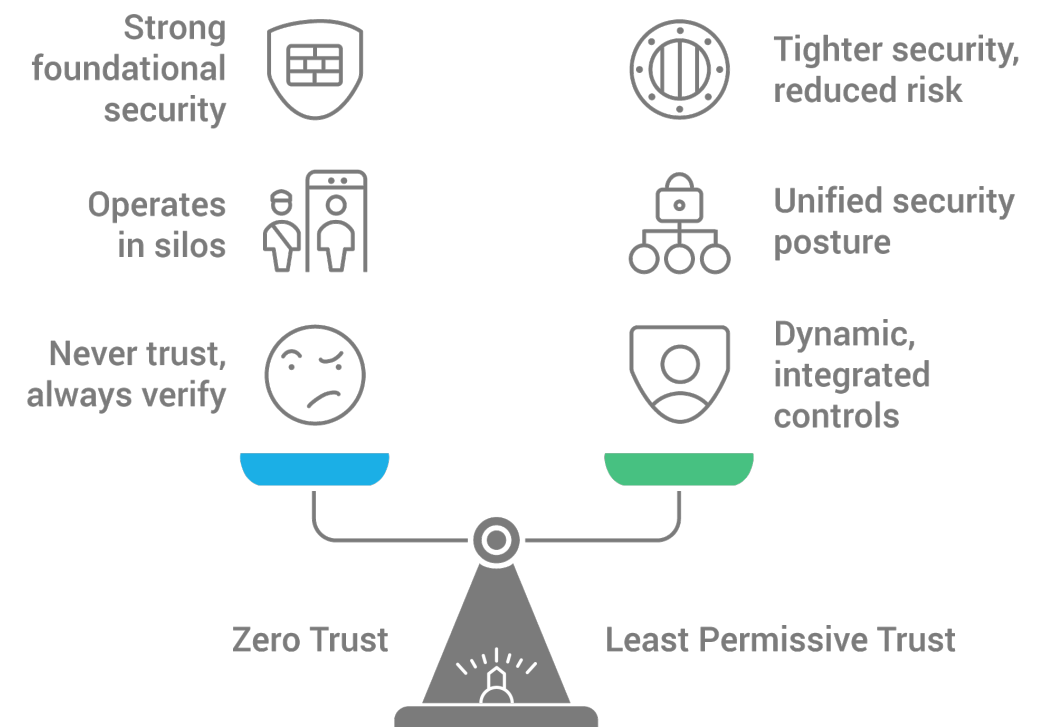 Strong
foundational
security
Tighter security,
reduced risk
Operates
in silos
Unified security
posture
Never trust,
always verify
Dynamic,
integrated
controls
Zero Trust
Least Permissive Trust